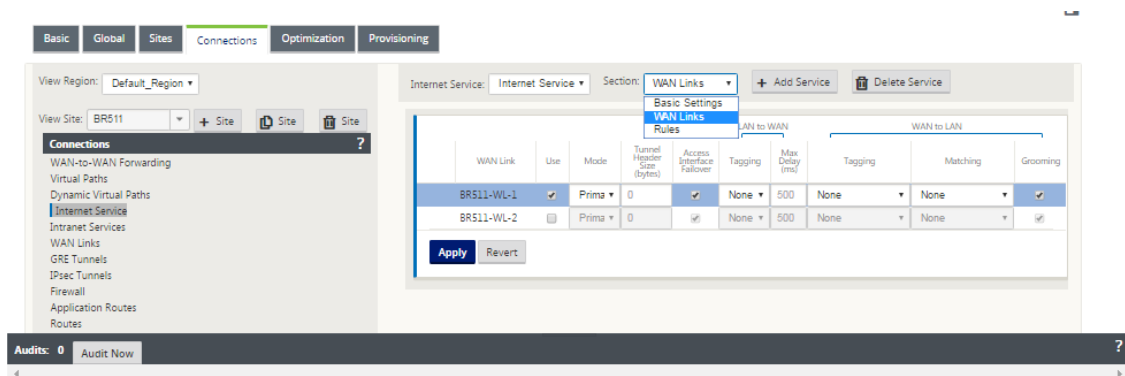 Basic Global Sites Connections Optimization Provisioning
View Region: Default_Region
Internet Service: Internet Service Section: WAN Links + Add Service Delete Service
Basic Settings
WAN Links
Rules
View Site: BR511 + Site Site Site
Connections ?
WAN-to-WAN Forwarding
Virtual Paths
Dynamic Virtual Paths
Internet Service
Intranet Services
WAN Links
GRE Tunnels
IPsec Tunnels
Firewall
Application Routes
Routes
LAN to WAN WAN to LAN
WAN Link Use Mode Tunnel Header Size (bytes) Access Interface Failover Tagging Max Delay (ms) Tagging Matching Grooming
BR511-WL-1 Prima 0 None 500 None None
BR511-WL-2 Prima 0 None 500 None None
Apply Revert
Audits: 0 Audit Now ?